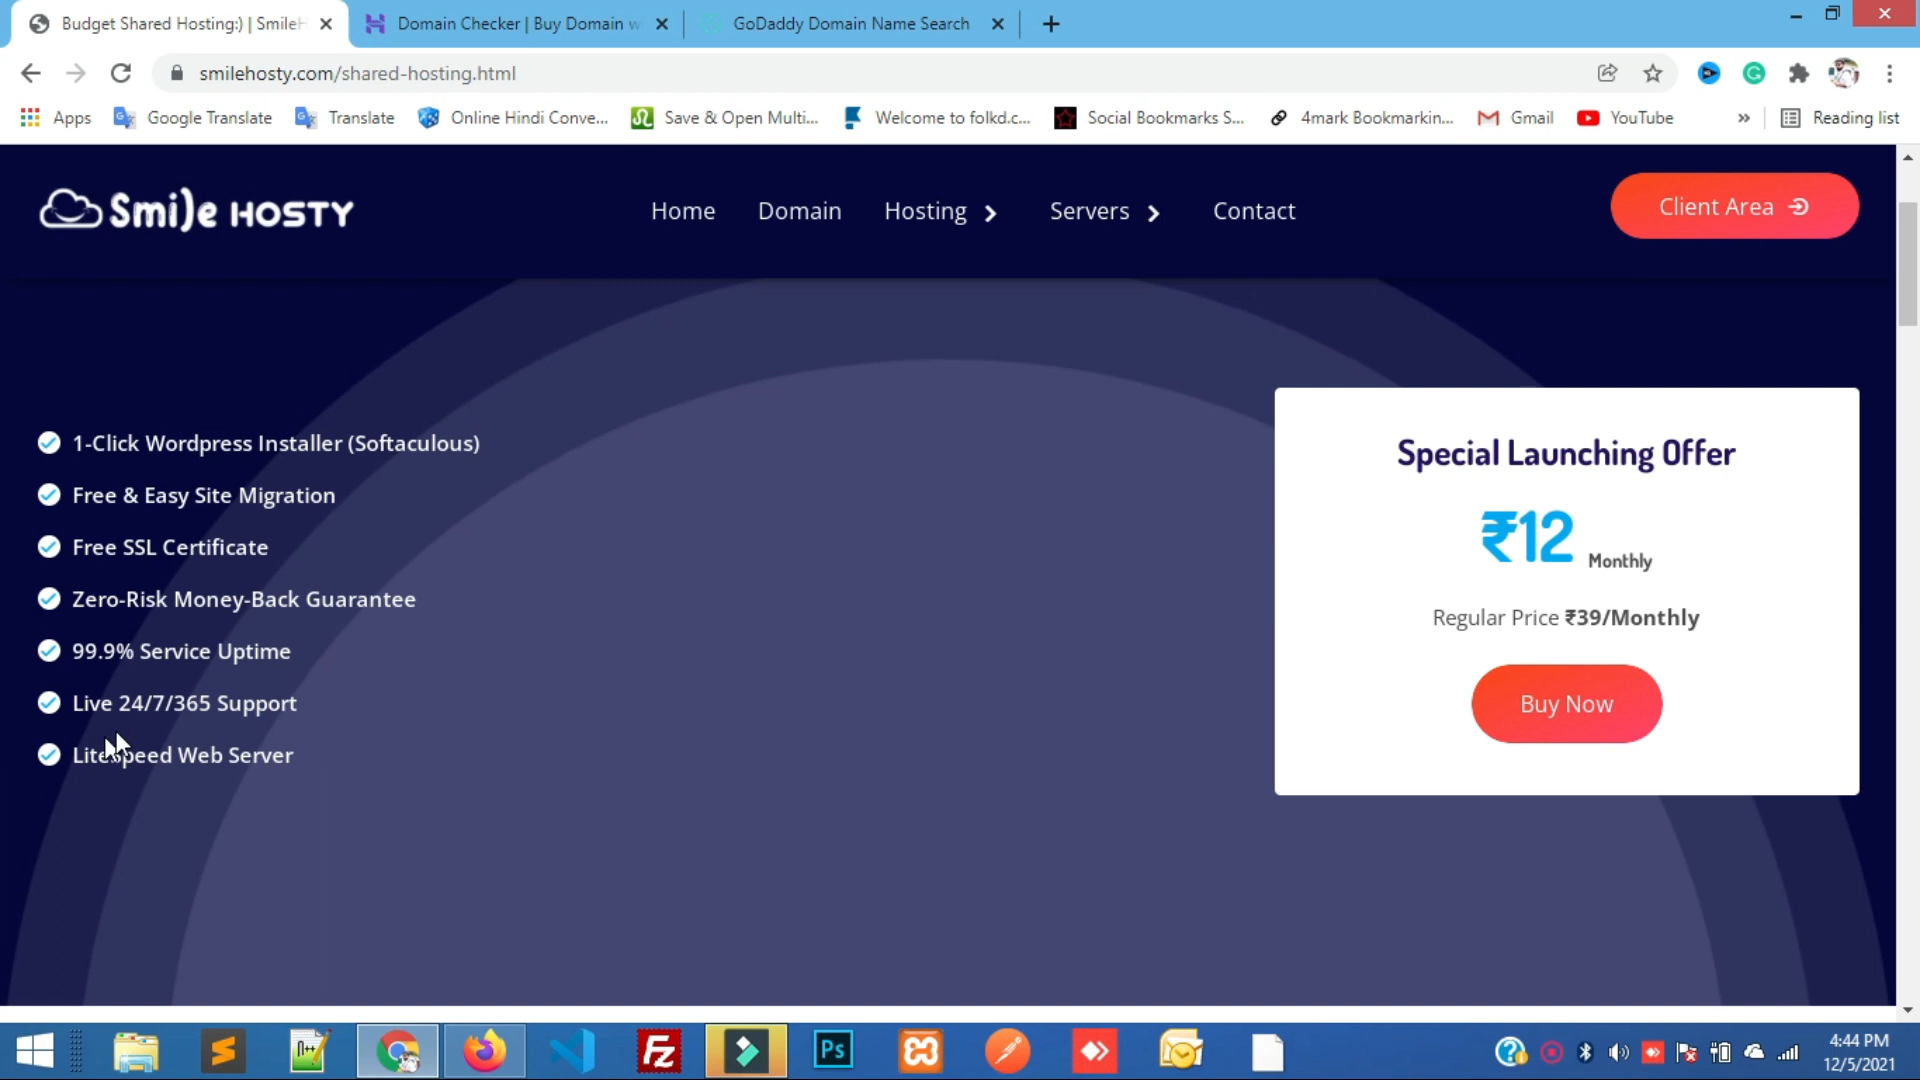 Budget Shared Hosting:) | SmileH
Domain Checker | Buy Domain w
GoDaddy Domain Name Search
smilehosty.com/shared-hosting.html
Apps
Google Translate
Translate
Online Hindi Conve...
Save & Open Multi...
Welcome to folkd.c...
Social Bookmarks S...
4mark Bookmarkin...
Gmail
YouTube
»
Reading list
Smile HOSTY
Home
Domain
Hosting
Servers
Contact
Client Area
1-Click Wordpress Installer (Softaculous)
Free & Easy Site Migration
Free SSL Certificate
Zero-Risk Money-Back Guarantee
99.9% Service Uptime
Live 24/7/365 Support
LiteSpeed Web Server
Special Launching Offer
₹12 Monthly
Regular Price ₹39/Monthly
Buy Now
4:44 PM
12/5/2021